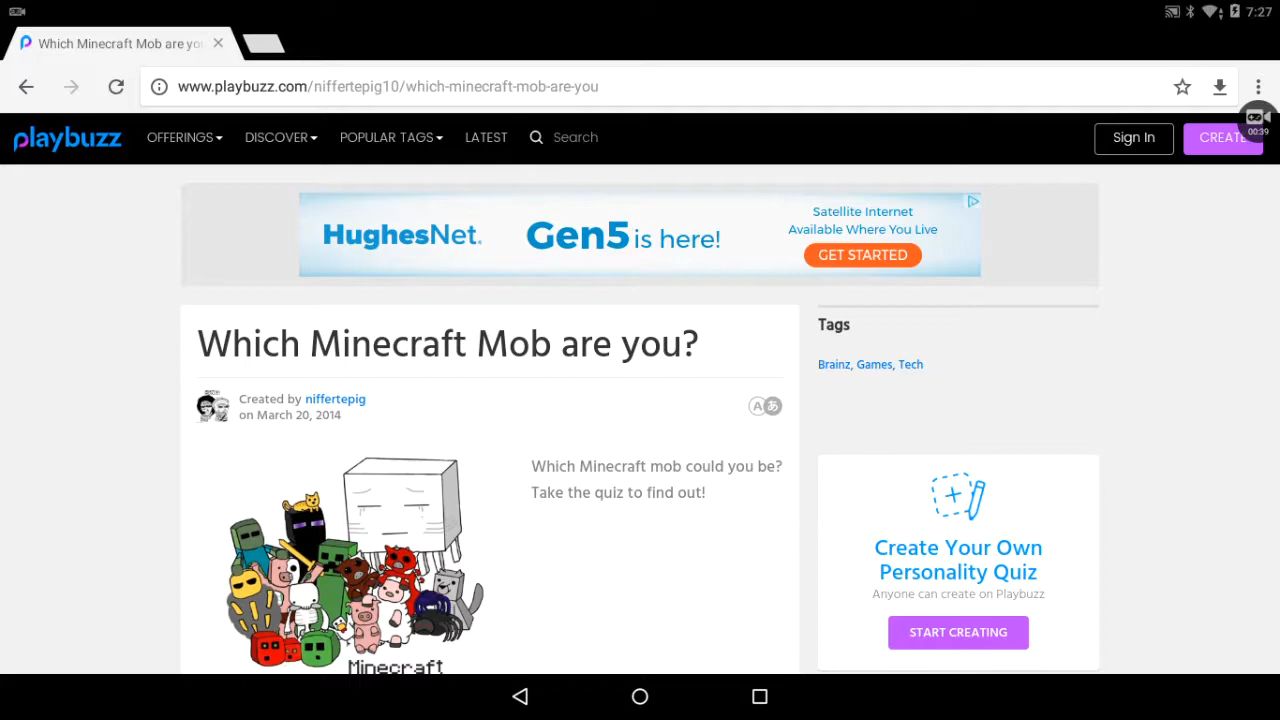 7:27
Which Minecraft Mob are you
www.playbuzz.com/niffertepig10/which-minecraft-mob-are-you
00:39
playbuzz
OFFERINGS
DISCOVER
POPULAR TAGS
LATEST
Search
Sign In
CREATE
HughesNet.
Gen5 is here!
Satellite Internet
Available Where You Live
GET STARTED
Which Minecraft Mob are you?
Created by niffertepig
on March 20, 2014
A あ
Which Minecraft mob could you be?
Take the quiz to find out!
Minecraft
Tags
Brainz, Games, Tech
Create Your Own
Personality Quiz
Anyone can create on Playbuzz
START CREATING